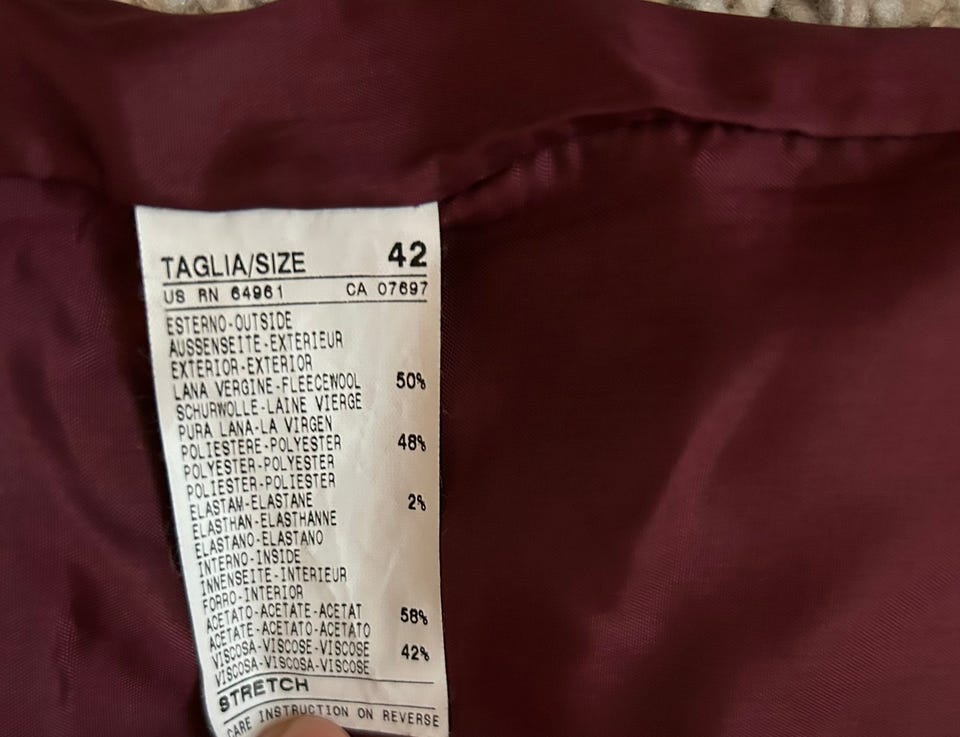 TAGLIA/SIZE 42
US RN 64961 CA 07697
ESTERNO-OUTSIDE
AUSSENSEITE-EXTERIEUR
EXTERIOR-EXTERIOR
LANA VERGINE-FLEECEWOOL 50%
SCHURWOLLE-LAINE VIERGE
PURA LANA-LA VIRGEN
POLIESTERE-POLYESTER 48%
POLYESTER-POLYESTER
POLIESTER-POLIESTER
ELASTAM-ELASTANE 2%
ELASTHAN-ELASTHANNE
ELASTANO-ELASTANO
INTERNO-INSIDE
INNENSEITE-INTERIEUR
FORRO-INTERIOR
ACETATO-ACETATE-ACETAT 58%
ACETATE-ACETATO-ACETATO
VISCOSA-VISCOSE-VISCOSE 42%
VISCOSA-VISCOSA-VISCOSE
STRETCH
CARE INSTRUCTION ON REVERSE